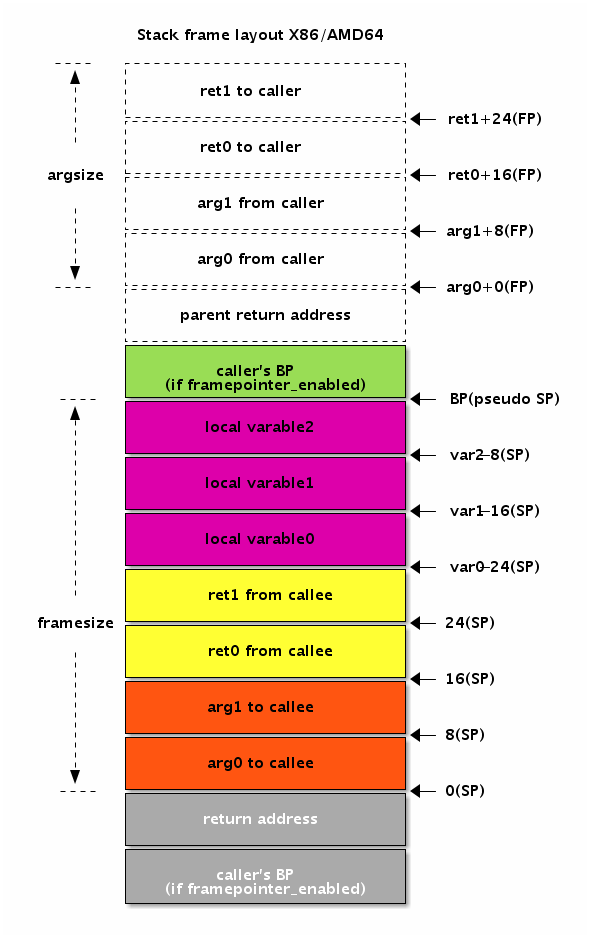 Stack frame layout X86/AMD64
ret1 to caller
ret1+24(FP)
ret0 to caller
argsize
ret0+16(FP)
arg1 from caller
arg1+8(FP)
arg0 from caller
arg0+0(FP)
parent return address
caller's BP
(if framepointer_enabled)
BP(pseudo SP)
local varable2
var2-8(SP)
local varable1
var1-16(SP)
local varable0
var0-24(SP)
ret1 from callee
framesize
24(SP)
ret0 from callee
16(SP)
arg1 to callee
8(SP)
arg0 to callee
0(SP)
return address
caller's BP
(if framepointer_enabled)